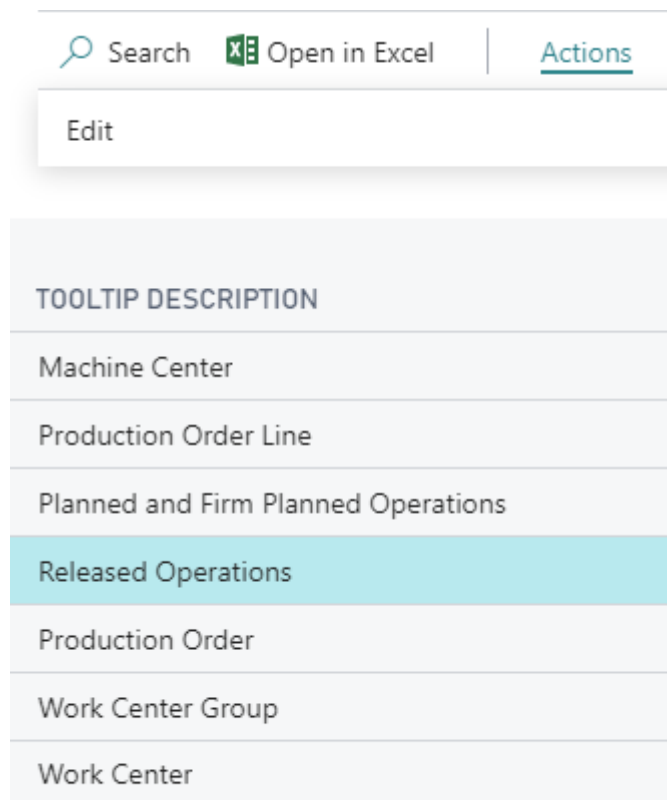 Search Open in Excel Actions
Edit
TOOLTIP DESCRIPTION
Machine Center
Production Order Line
Planned and Firm Planned Operations
Released Operations
Production Order
Work Center Group
Work Center